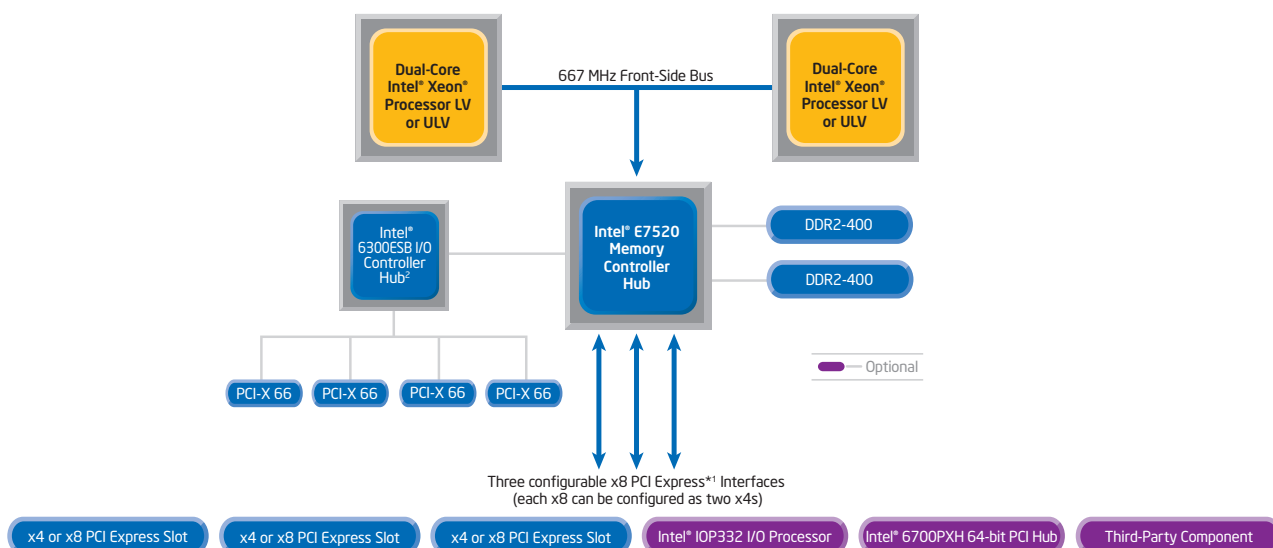 Dual-Core
Intel® Xeon®
Processor LV
or ULV
667 MHz Front-Side Bus
Dual-Core
Intel® Xeon®
Processor LV
or ULV
Intel®
6300ESB I/O
Controller
Hub²
Intel® E7520
Memory
Controller
Hub
DDR2-400
DDR2-400
Optional
PCI-X 66
PCI-X 66
PCI-X 66
PCI-X 66
Three configurable x8 PCI Express*¹ Interfaces
(each x8 can be configured as two x4s)
x4 or x8 PCI Express Slot
x4 or x8 PCI Express Slot
x4 or x8 PCI Express Slot
Intel® IOP332 I/O Processor
Intel® 6700PXH 64-bit PCI Hub
Third-Party Component